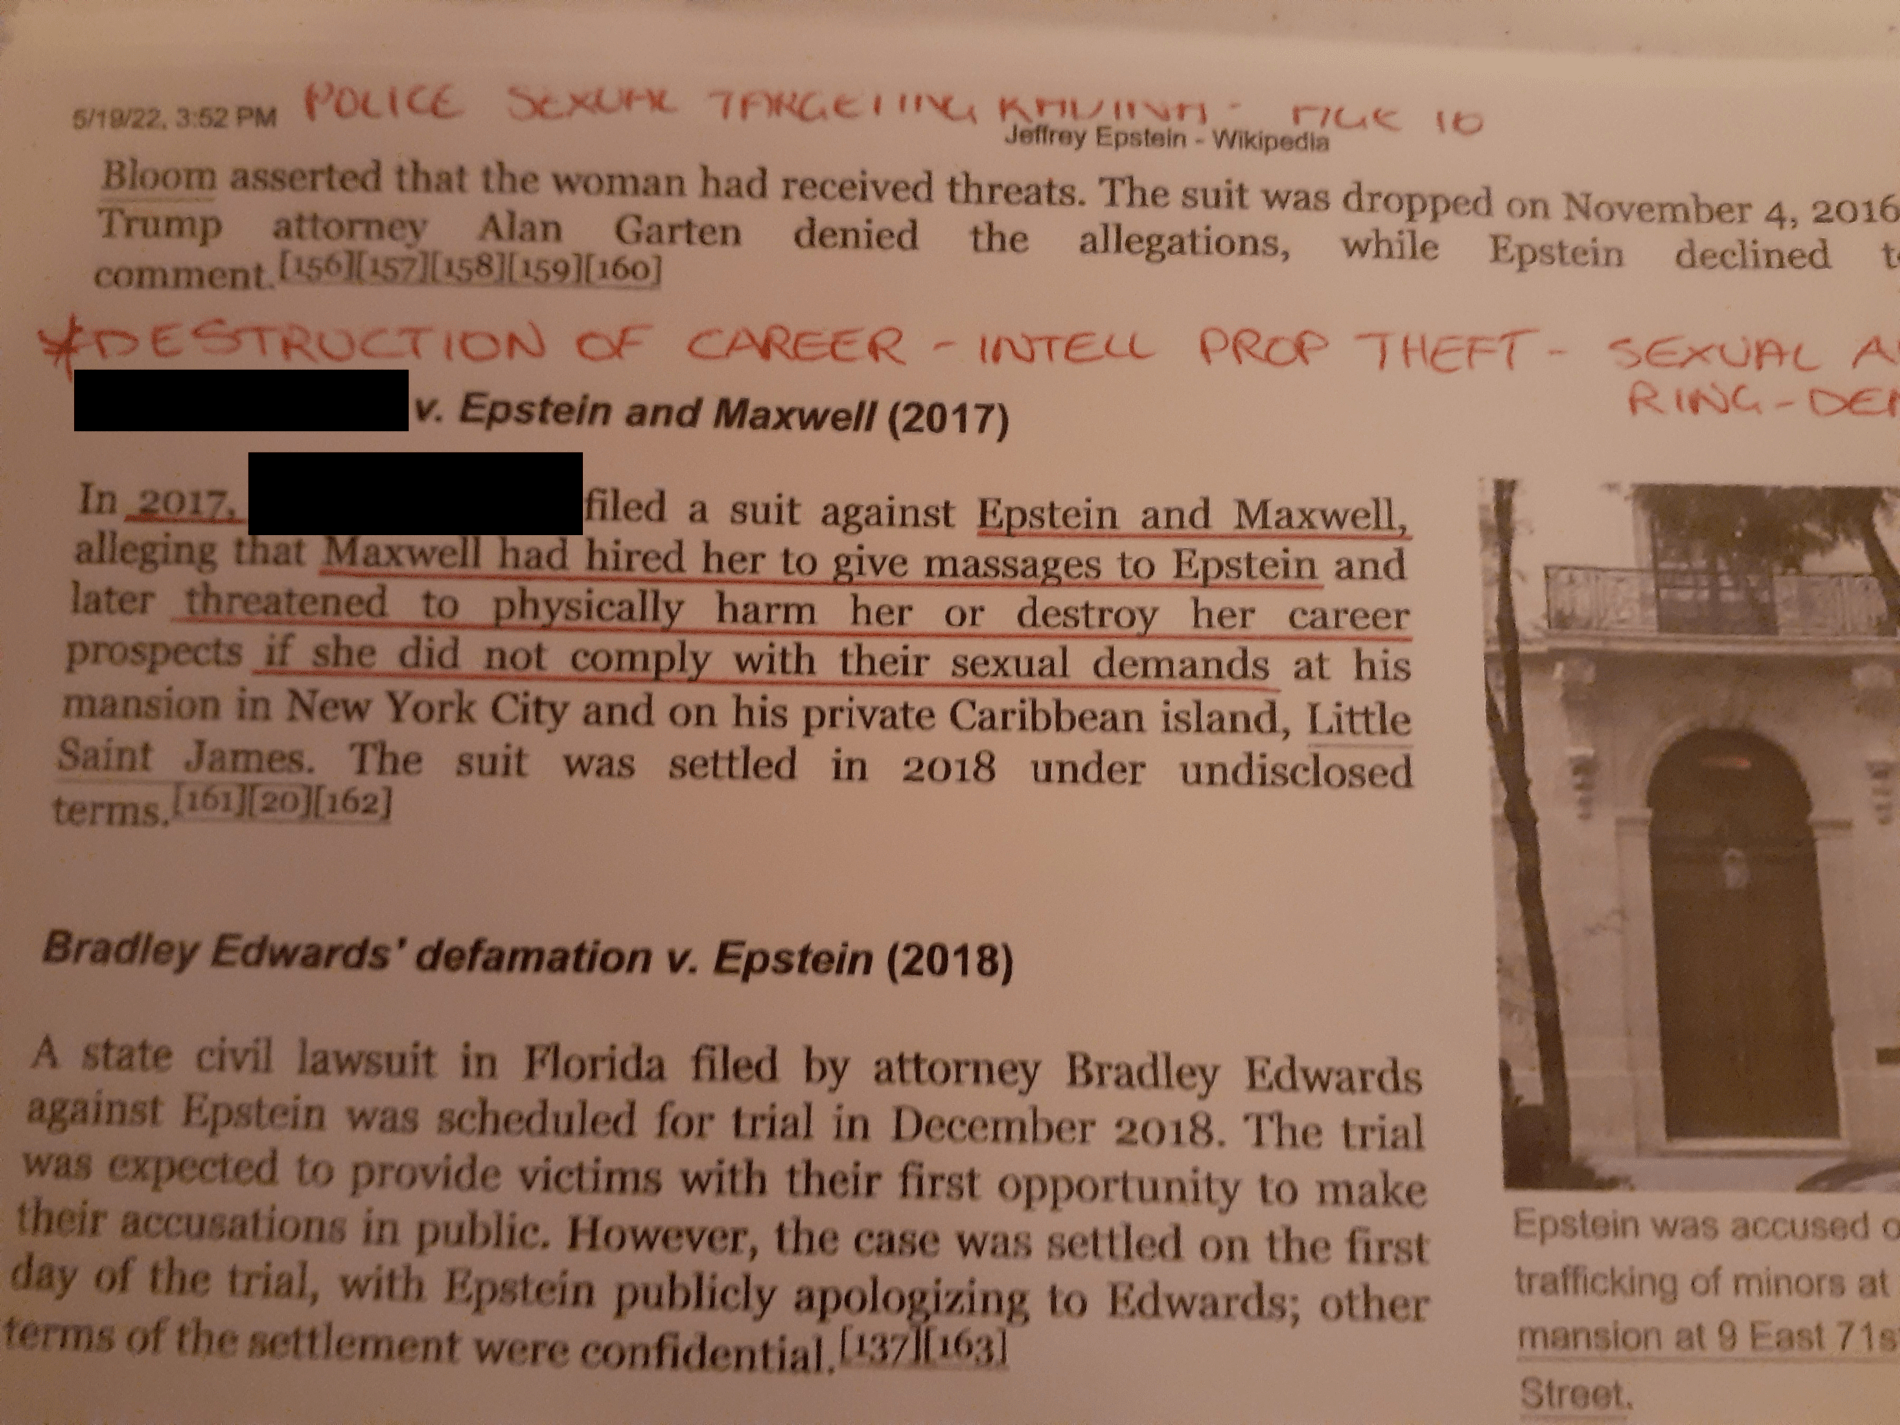 5/19/22, 3:52 PM POLICE SEXUAL TARGETING
Jeffrey Epstein - Wikipedia
Bloom asserted that the woman had received threats. The suit was dropped on November 4, 2016
Trump attorney Alan Garten denied the allegations, while Epstein declined t
comment.[156][157][158][159][160]
*DESTRUCTION OF CAREER - INTELL PROP THEFT - SEXUAL A
RING-DE
v. Epstein and Maxwell (2017)
In 2017, filed a suit against Epstein and Maxwell,
alleging that Maxwell had hired her to give massages to Epstein and
later threatened to physically harm her or destroy her career
prospects if she did not comply with their sexual demands at his
mansion in New York City and on his private Caribbean island, Little
Saint James. The suit was settled in 2018 under undisclosed
terms.[161][20][162]
Bradley Edwards' defamation v. Epstein (2018)
A state civil lawsuit in Florida filed by attorney Bradley Edwards
against Epstein was scheduled for trial in December 2018. The trial
was expected to provide victims with their first opportunity to make
their accusations in public. However, the case was settled on the first
day of the trial, with Epstein publicly apologizing to Edwards; other
terms of the settlement were confidential.[137][163]
Epstein was accused o
trafficking of minors at
mansion at 9 East 71s
Street.